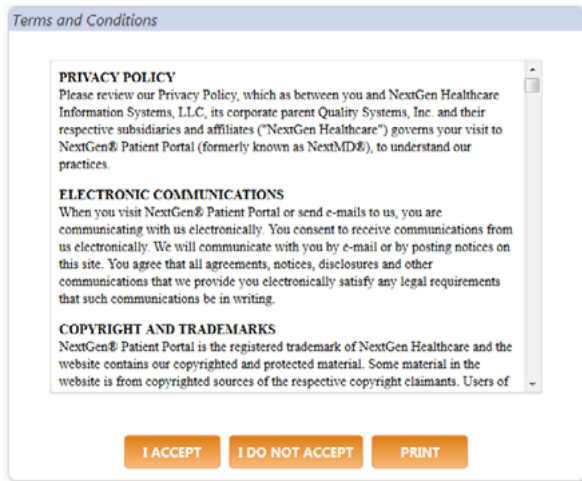 Terms and Conditions
PRIVACY POLICY
Please review our Privacy Policy, which as between you and NextGen Healthcare
Information Systems, LLC, its corporate parent Quality Systems, Inc. and their
respective subsidiaries and affiliates ("NextGen Healthcare") governs your visit to
NextGen® Patient Portal (formerly known as NextMD®), to understand our
practices.
ELECTRONIC COMMUNICATIONS
When you visit NextGen® Patient Portal or send e-mails to us, you are
communicating with us electronically. You consent to receive communications from
us electronically. We will communicate with you by e-mail or by posting notices on
this site. You agree that all agreements, notices, disclosures and other
communications that we provide you electronically satisfy any legal requirements
that such communications be in writing.
COPYRIGHT AND TRADEMARKS
NextGen® Patient Portal is the registered trademark of NextGen Healthcare and the
website contains our copyrighted and protected material. Some material in the
website is from copyrighted sources of the respective copyright claimants. Users of
I ACCEPT I DO NOT ACCEPT PRINT